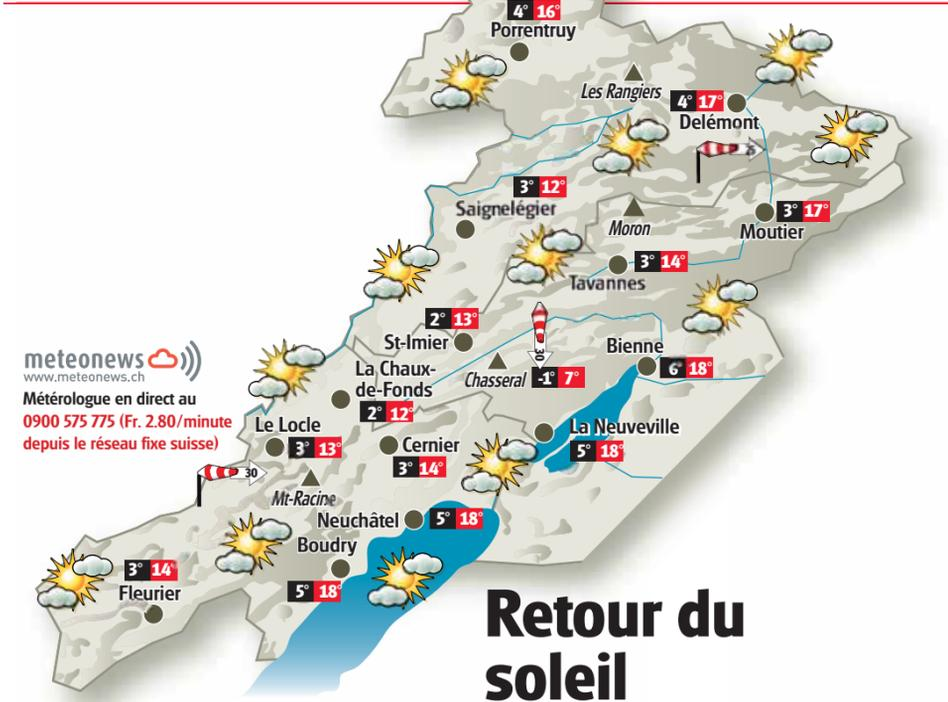 4° 16°
Porrentruy
Les Rangiers
4° 17°
Delémont
25
3° 12°
Saignelégier
Moron
3° 17°
Moutier
3° 14°
Tavannes
2° 13°
St-Imier
30
Bienne
6° 18°
Chasseral -1° 7°
meteonews
www.meteonews.ch
Météorologue en direct au
0900 575 775 (Fr. 2.80/minute
depuis le réseau fixe suisse)
La Chaux-
de-Fonds
2° 12°
Le Locle
3° 13°
Cernier
3° 14°
La Neuveville
5° 18°
30
Mt-Racine
Neuchâtel 5° 18°
Boudry
5° 18°
3° 14°
Fleurier
Retour du
soleil